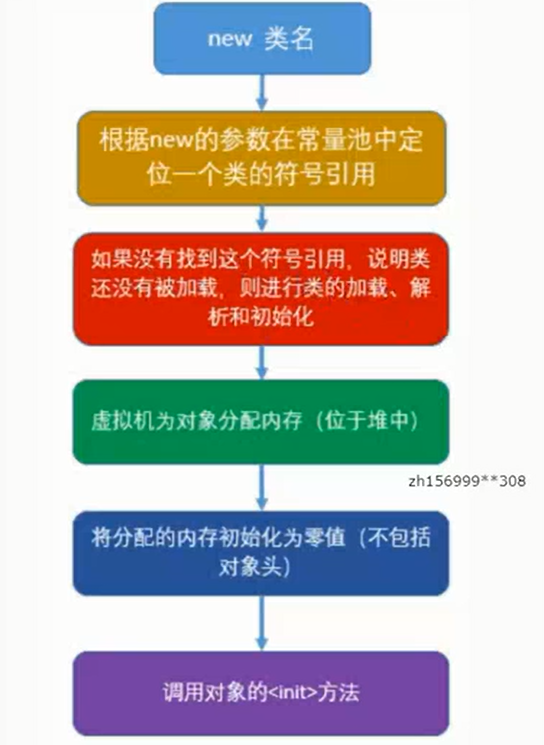 new 类名
根据new的参数在常量池中定
位一个类的符号引用
如果没有找到这个符号引用，说明类
还没有被加载，则进行类的加载、解
析和初始化
虚拟机为对象分配内存（位于堆中）
zh156999**308
将分配的内存初始化为零值（不包括
对象头）
调用对象的<init>方法